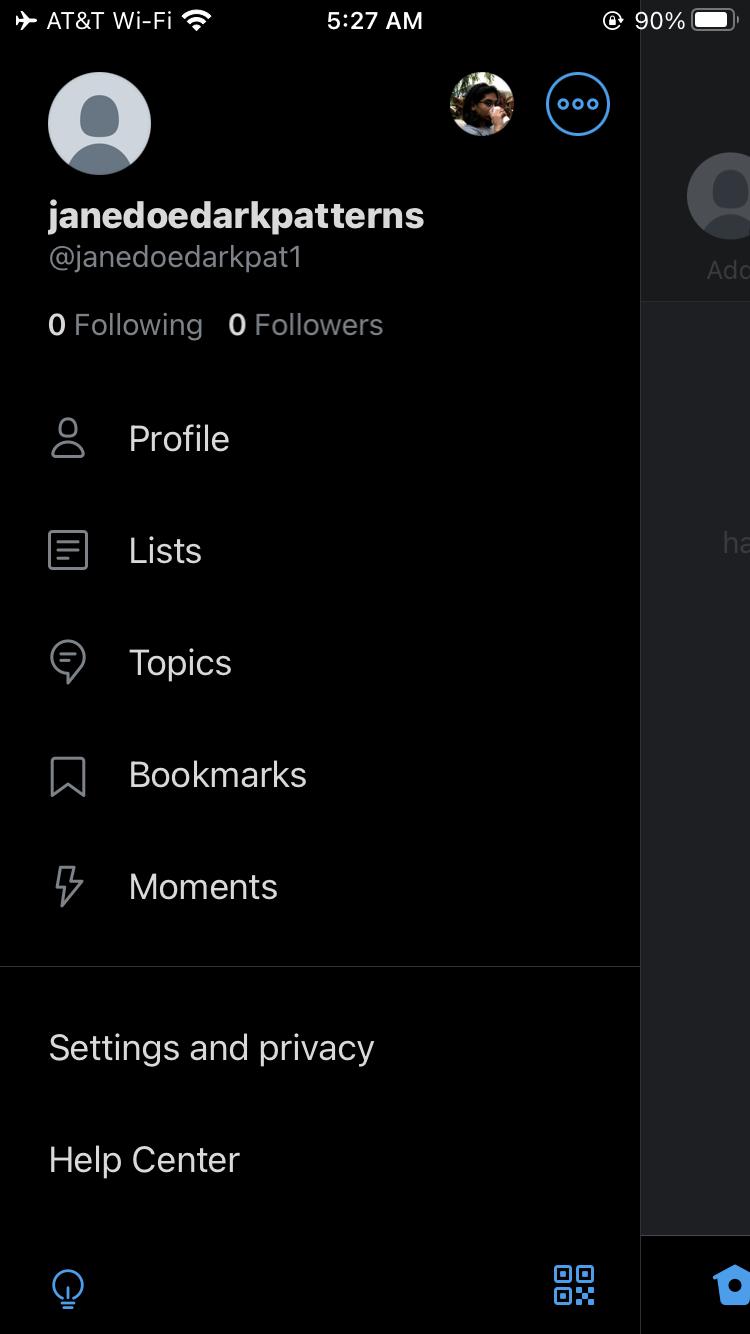 AT&T Wi-Fi 5:27 AM 90%
janedoedarkpatterns
@janedoedarkpat1
0 Following 0 Followers
Add
Profile
Lists
ha
Topics
Bookmarks
Moments
Settings and privacy
Help Center